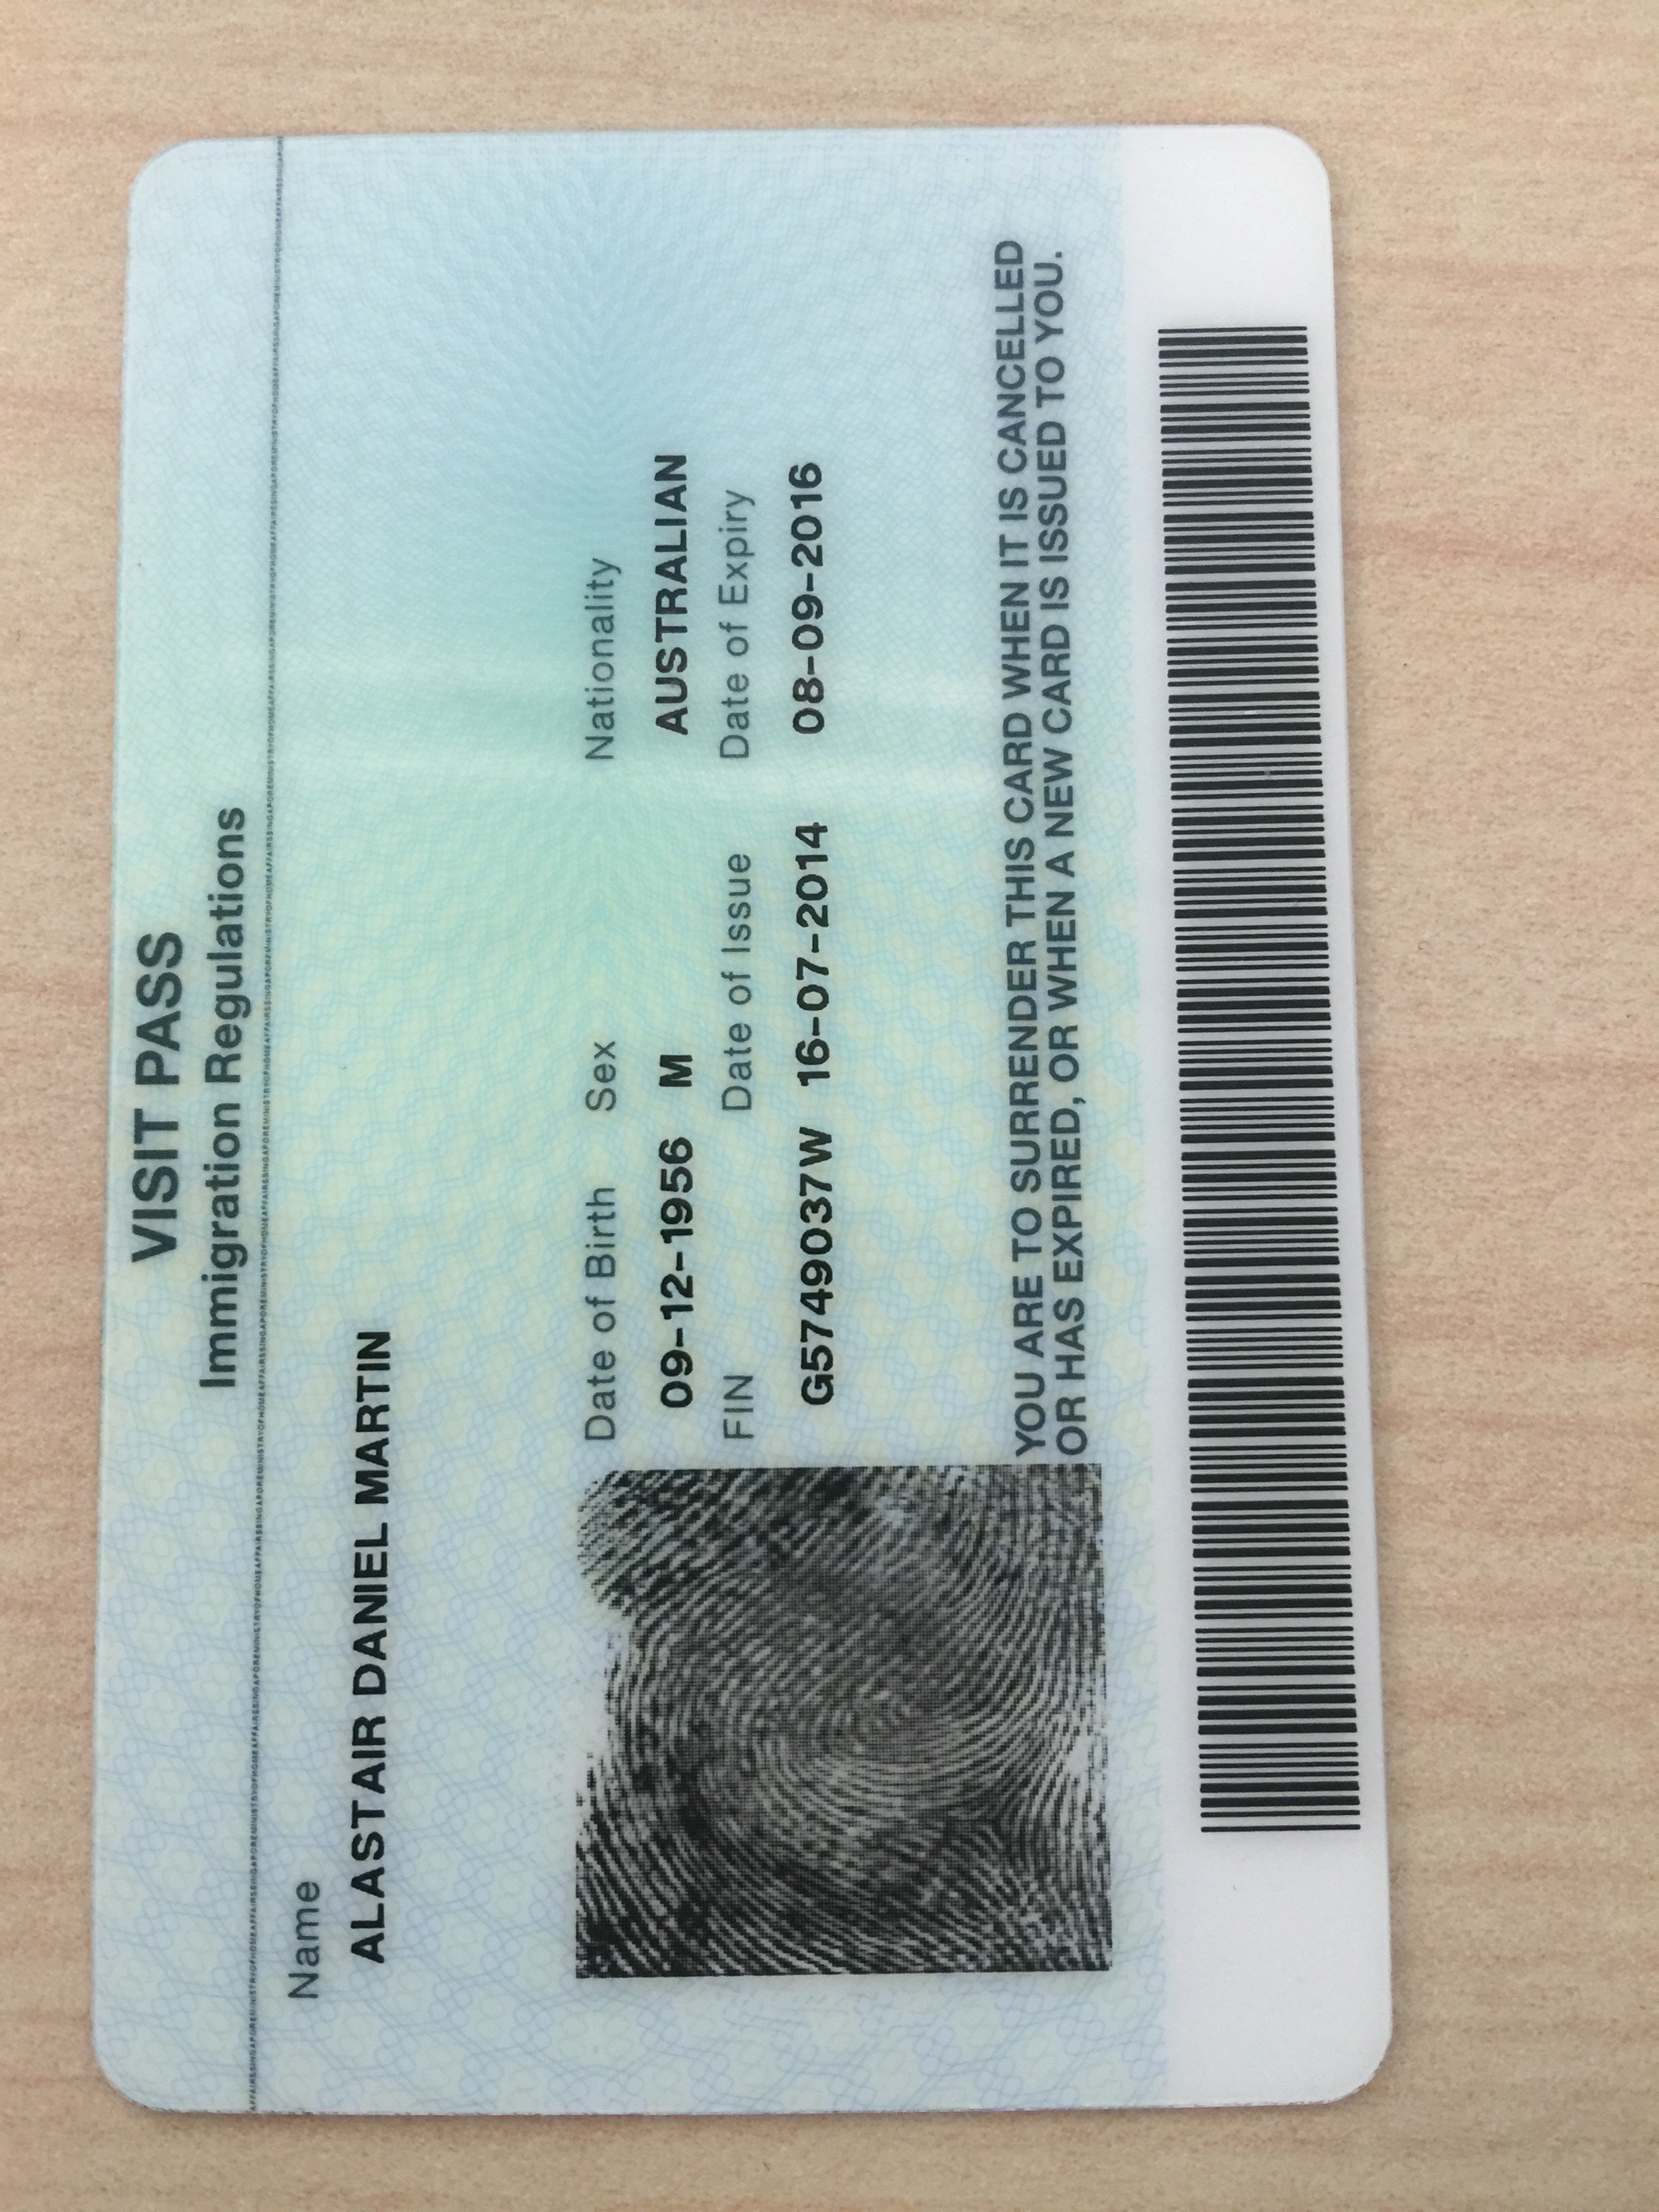 VISIT PASS
Immigration Regulations
Name
ALASTAIR DANIEL MARTIN
Date of Birth Sex Nationality
09-12-1956 M AUSTRALIAN
FIN Date of Issue Date of Expiry
G5749037W 16-07-2014 08-09-2016
YOU ARE TO SURRENDER THIS CARD WHEN IT IS CANCELLED
OR HAS EXPIRED, OR WHEN A NEW CARD IS ISSUED TO YOU.